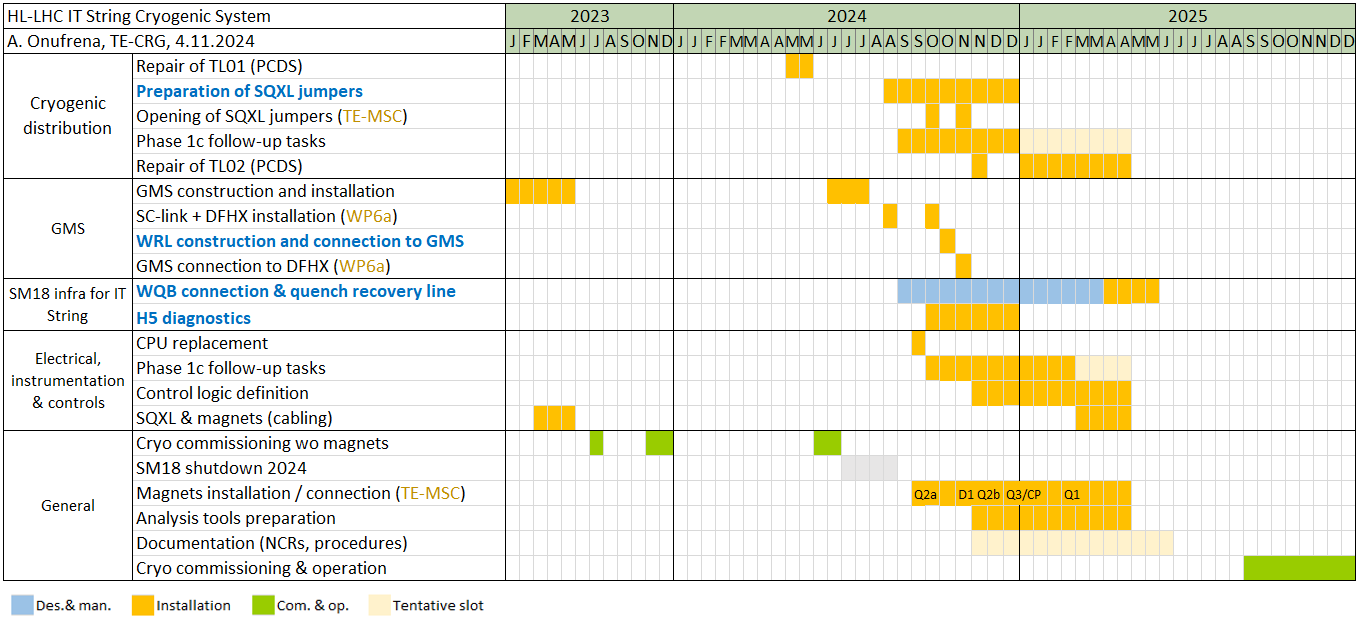 HL-LHC IT String Cryogenic System 2023 2024 2025
A. Onufrena, TE-CRG, 4.11.2024 J F M A M J J A S O N D J J F F M M A A M M J J J J A A S S O O N N D D J J F F M M A A M M J J J J A A S S O O N N D D
Cryogenic
distribution
Repair of TL01 (PCDS)
Preparation of SQXL jumpers
Opening of SQXL jumpers (TE-MSC)
Phase 1c follow-up tasks
Repair of TL02 (PCDS)
GMS
GMS construction and installation
SC-link + DFHX installation (WP6a)
WRL construction and connection to GMS
GMS connection to DFHX (WP6a)
SM18 infra for IT
String
WQB connection & quench recovery line
H5 diagnostics
Electrical,
instrumentation
& controls
CPU replacement
Phase 1c follow-up tasks
Control logic definition
SQXL & magnets (cabling)
General
Cryo commissioning wo magnets
SM18 shutdown 2024
Magnets installation / connection (TE-MSC) Q2a D1 Q2b Q3/CP Q1
Analysis tools preparation
Documentation (NCRs, procedures)
Cryo commissioning & operation
Des.& man. Installation Com. & op. Tentative slot